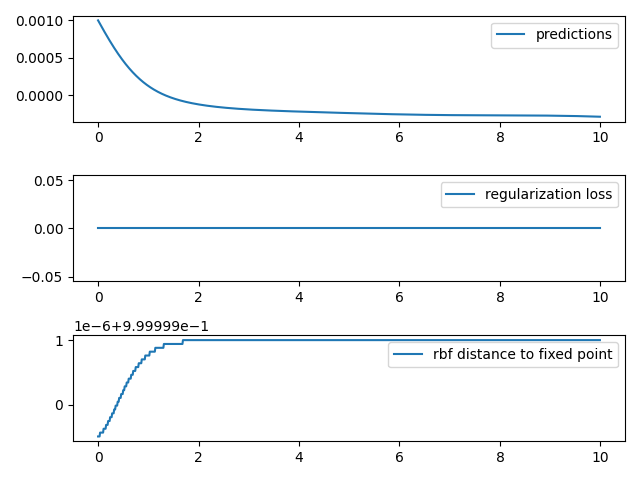 0.0010
predictions
0.0005
0.0000
0 2 4 6 8 10
0.05
regularization loss
0.00
−0.05
0 2 4 6 8 10
1e-6+9.99999e-1
1
rbf distance to fixed point
0
0 2 4 6 8 10